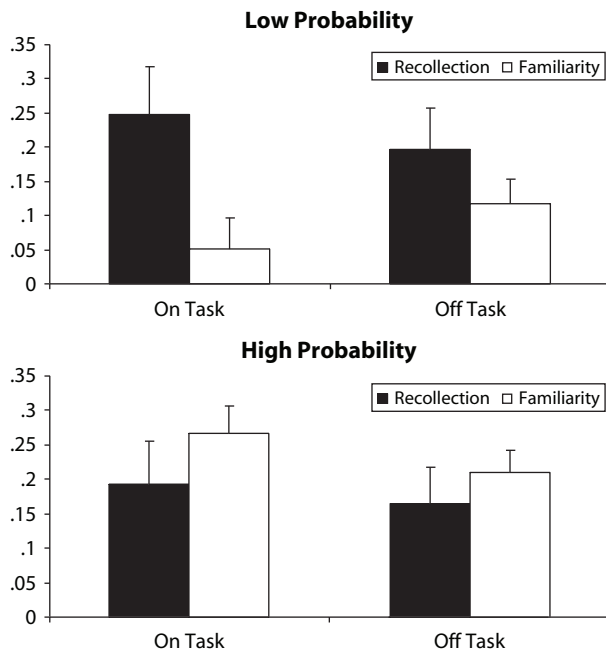 Low Probability
.35
.3
.25
.2
.15
.1
.05
0
Recollection Familiarity
On Task Off Task
High Probability
.35
.3
.25
.2
.15
.1
.05
0
Recollection Familiarity
On Task Off Task